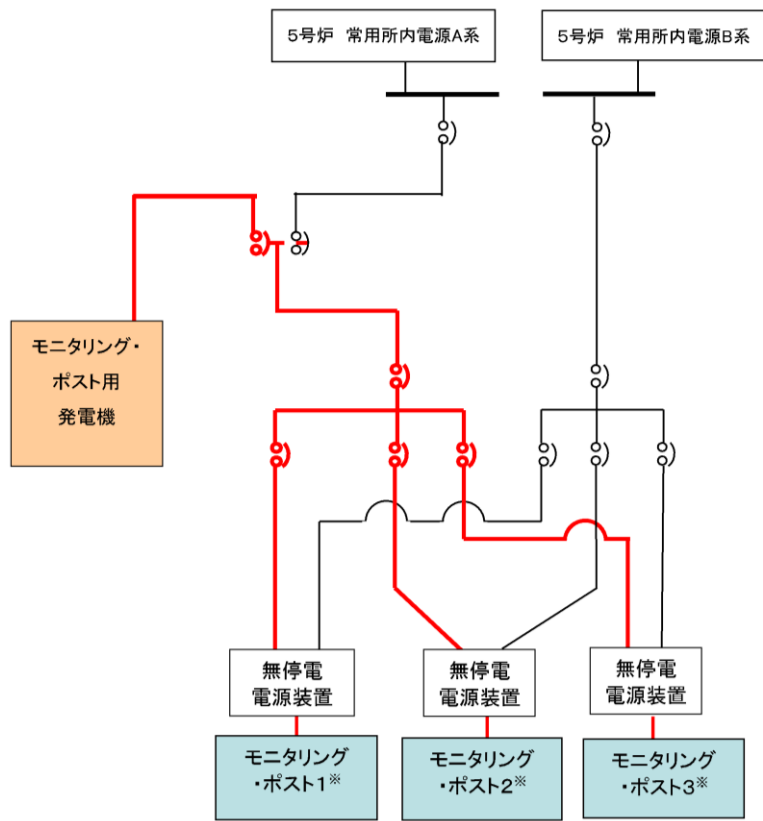 5号炉 常用所内電源A系
5号炉 常用所内電源B系
モニタリング・
ポスト用
発電機
無停電
電源装置
無停電
電源装置
無停電
電源装置
モニタリング
・ポスト1※
モニタリング
・ポスト2※
モニタリング
・ポスト3※